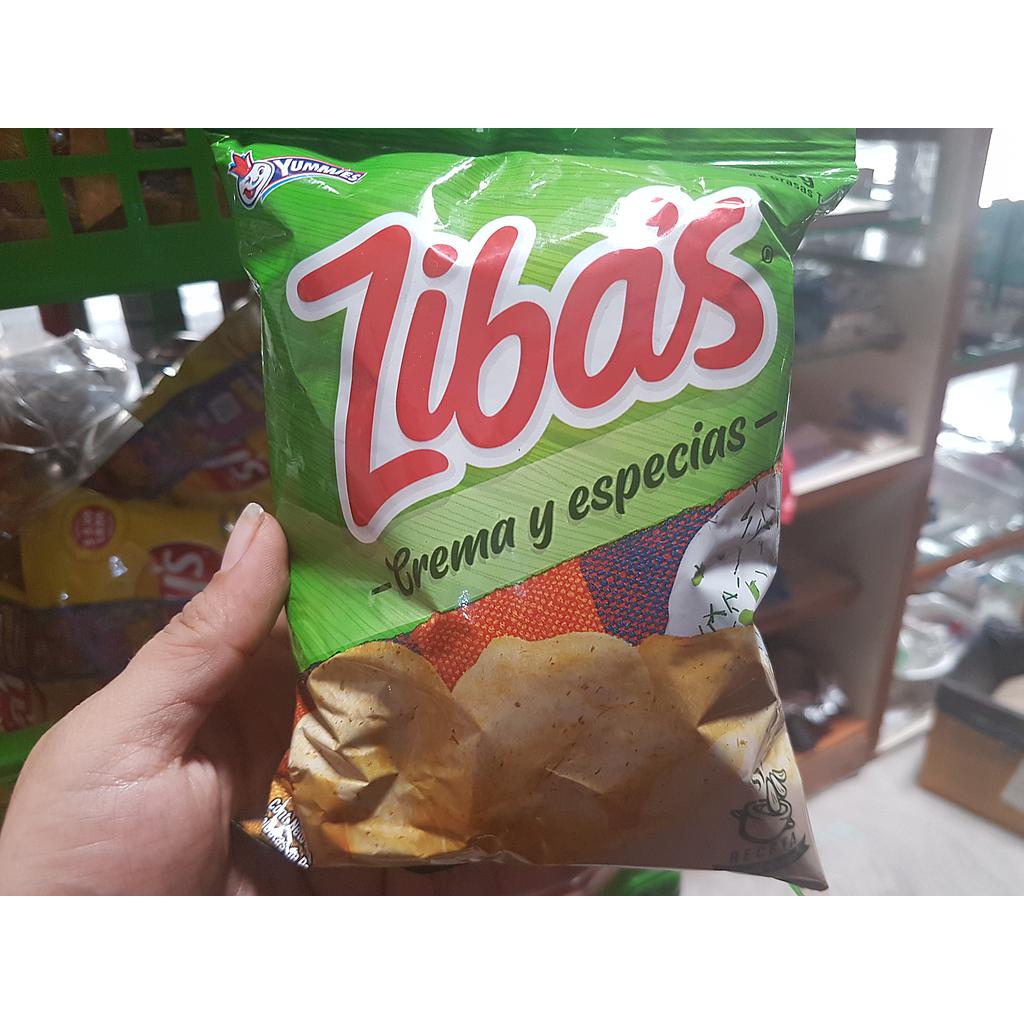 YUMMIES
Zibas
®
Crema y especias
RECETA